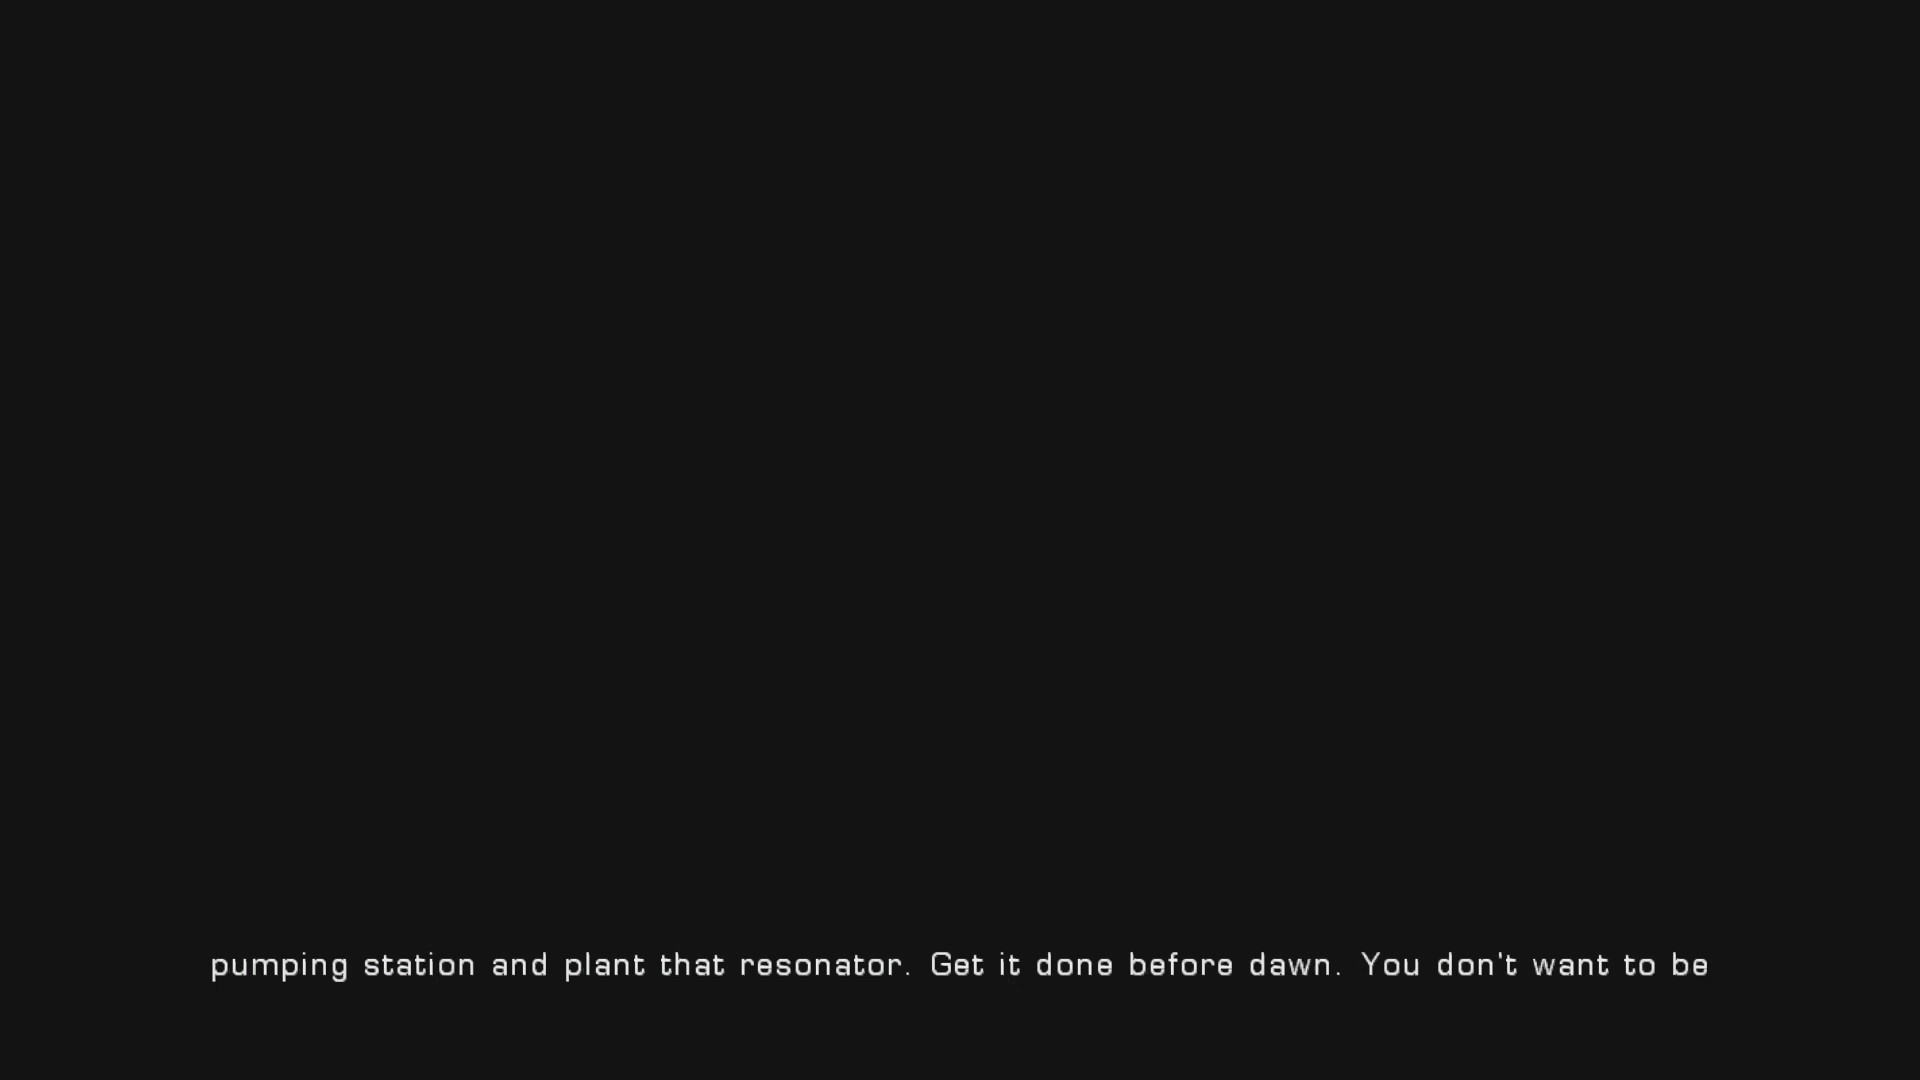 pumping station and plant that resonator. Get it done before dawn. You don't want to be